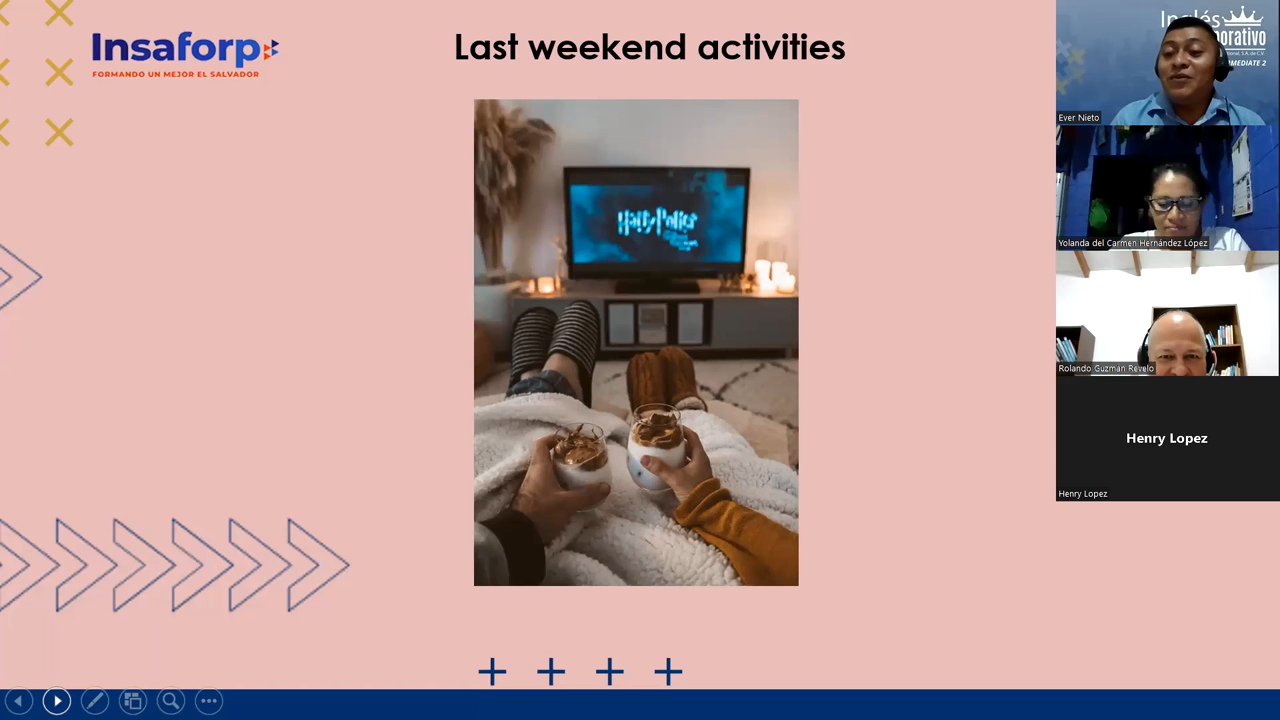 Insaforp
FORMANDO UN MEJOR EL SALVADOR
Last weekend activities
Harry Potter
Inglés
Ever Nieto
Yolanda del Carmen Hernández López
Rolando Guzmán Revelo
Henry Lopez
Henry Lopez